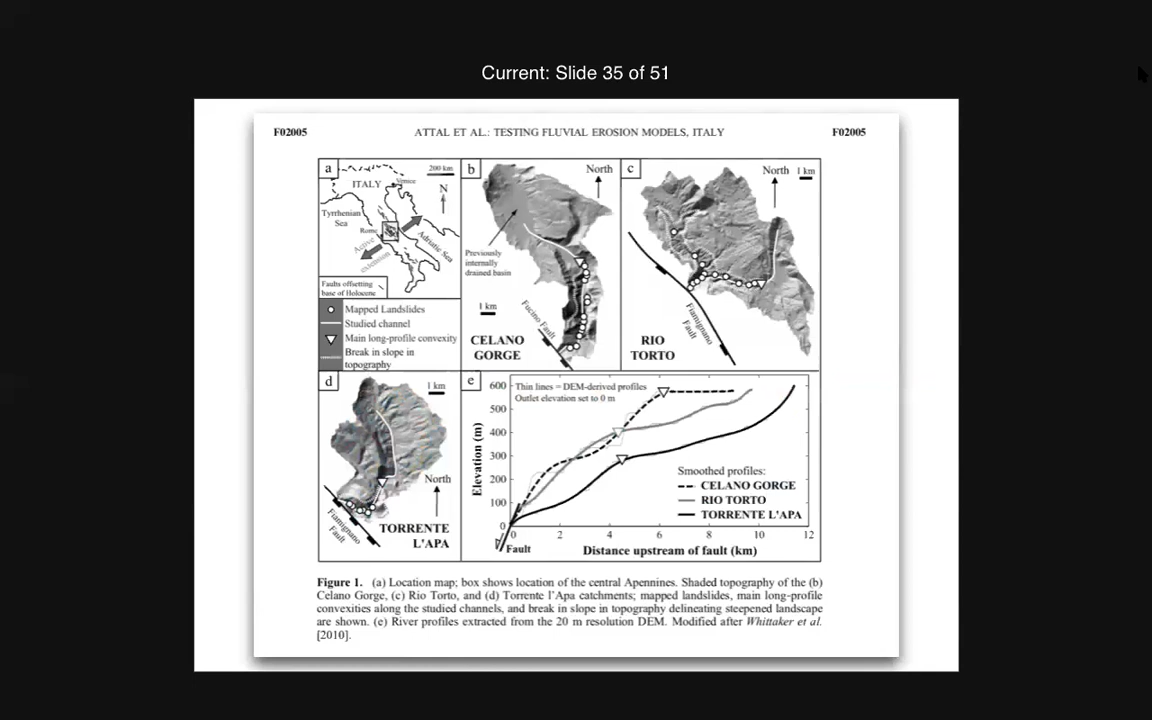 Current: Slide 35 of 51
F02005
ATTAL ET AL.: TESTING FLUVIAL EROSION MODELS, ITALY
F02005
a
200 km
ITALY
Venice
N
Tyrrhenian
Sea
Rome
Adriatic Sea
Active
extension
Faults offsetting
base of Holocene
Mapped Landslides
Studied channel
Main long-profile convexity
Break in slope in
topography
b
North
Previously
internally
drained basin
1 km
Fucino Fault
CELANO
GORGE
c
North
1 km
Fiamignano
Fault
RIO
TORTO
d
1 km
North
Fiamignano
Fault
TORRENTE
L'APA
e
Thin lines = DEM-derived profiles
Outlet elevation set to 0 m
Elevation (m)
600
500
400
300
200
100
0
Smoothed profiles:
CELANO GORGE
RIO TORTO
TORRENTE L'APA
0 2 4 6 8 10 12
Fault
Distance upstream of fault (km)
Figure 1. (a) Location map; box shows location of the central Apennines. Shaded topography of the (b)
Celano Gorge, (c) Rio Torto, and (d) Torrente l'Apa catchments; mapped landslides, main long-profile
convexities along the studied channels, and break in slope in topography delineating steepened landscape
are shown. (e) River profiles extracted from the 20 m resolution DEM. Modified after Whittaker et al.
[2010].